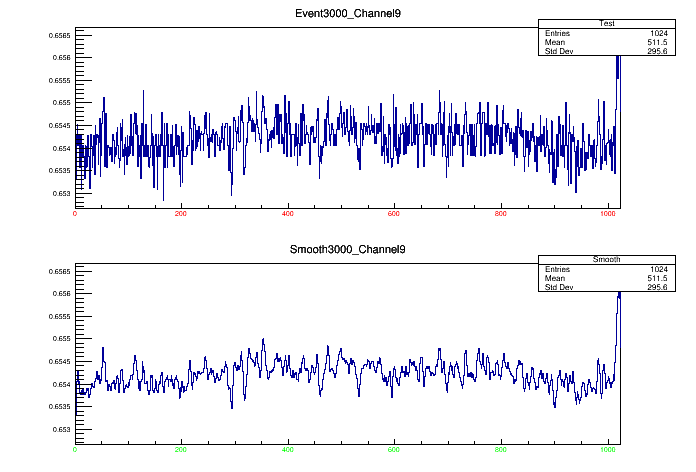 Event3000_Channel9
Test
Entries 1024
Mean 511.5
Std Dev 295.6
0.6565
0.656
0.6555
0.655
0.6545
0.654
0.6535
0.653
0 200 400 600 800 1000
Smooth3000_Channel9
Smooth
Entries 1024
Mean 511.5
Std Dev 295.6
0.6565
0.656
0.6555
0.655
0.6545
0.654
0.6535
0.653
0 200 400 600 800 1000